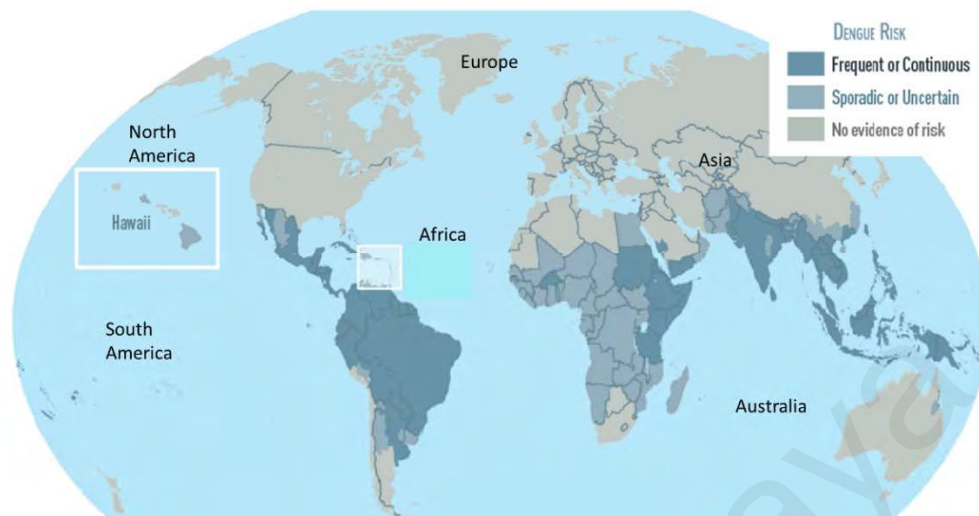 Europe
DENGUE RISK
Frequent or Continuous
Sporadic or Uncertain
No evidence of risk
North
America
Asia
Hawaii
Africa
South
America
Australia